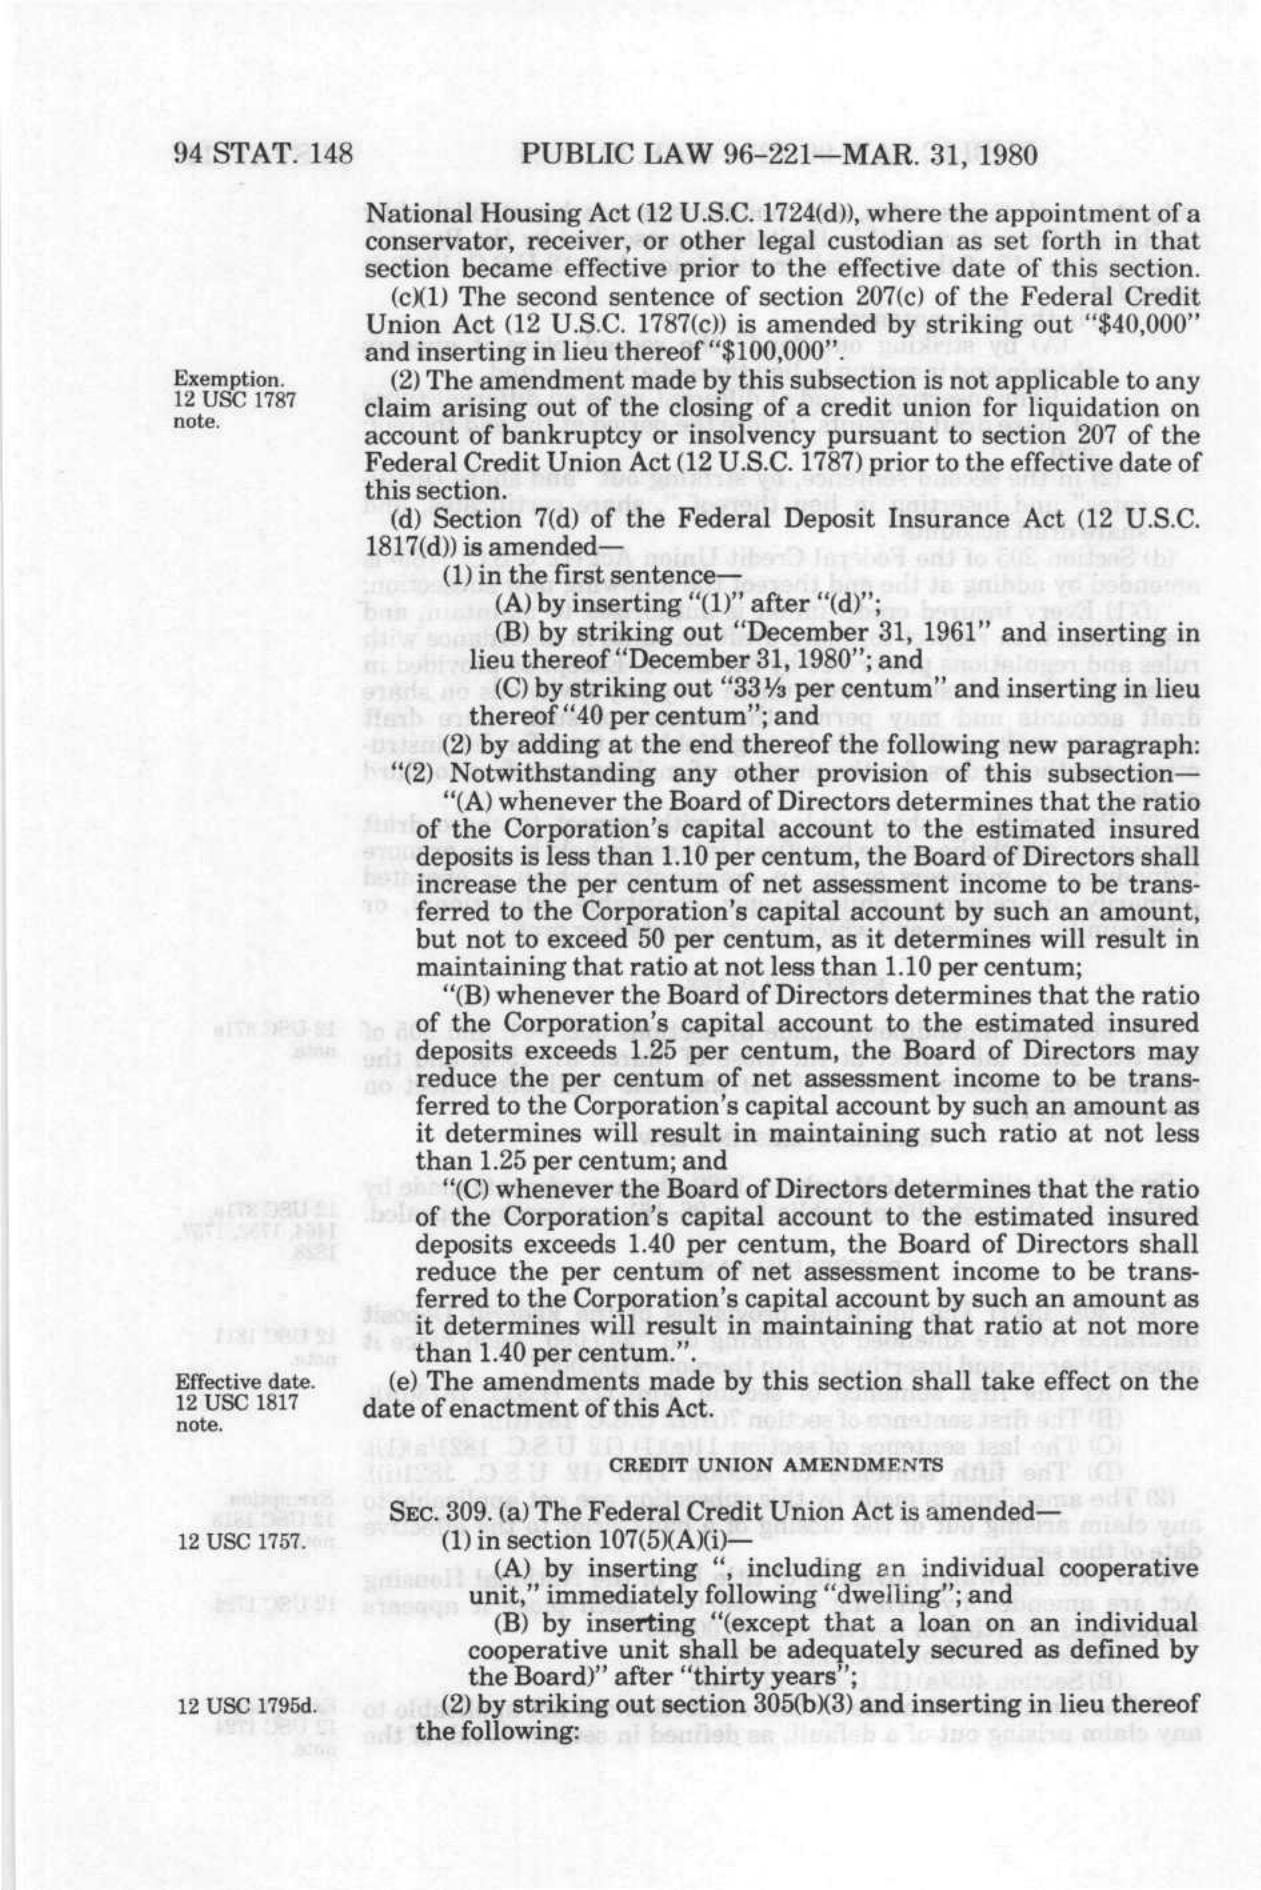 94 STAT. 148 PUBLIC LAW 96-221—MAR. 31, 1980
National Housing Act (12 U.S.C. 1724(d)), where the appointment of a
conservator, receiver, or other legal custodian as set forth in that
section became effective prior to the effective date of this section.
(c)(1) The second sentence of section 207(c) of the Federal Credit
Union Act (12 U.S.C. 1787(c)) is amended by striking out "$40,000"
and inserting in lieu thereof "$100,000".
Exemption.
12 USC 1787
note.
(2) The amendment made by this subsection is not applicable to any
claim arising out of the closing of a credit union for liquidation on
account of bankruptcy or insolvency pursuant to section 207 of the
Federal Credit Union Act (12 U.S.C. 1787) prior to the effective date of
this section.
(d) Section 7(d) of the Federal Deposit Insurance Act (12 U.S.C.
1817(d)) is amended—
(1) in the first sentence—
(A) by inserting "(1)" after "(d)";
(B) by striking out "December 31, 1961" and inserting in
lieu thereof "December 31, 1980"; and
(C) by striking out "33⅓ per centum" and inserting in lieu
thereof "40 per centum"; and
(2) by adding at the end thereof the following new paragraph:
"(2) Notwithstanding any other provision of this subsection—
"(A) whenever the Board of Directors determines that the ratio
of the Corporation's capital account to the estimated insured
deposits is less than 1.10 per centum, the Board of Directors shall
increase the per centum of net assessment income to be trans-
ferred to the Corporation's capital account by such an amount,
but not to exceed 50 per centum, as it determines will result in
maintaining that ratio at not less than 1.10 per centum;
"(B) whenever the Board of Directors determines that the ratio
of the Corporation's capital account to the estimated insured
deposits exceeds 1.25 per centum, the Board of Directors may
reduce the per centum of net assessment income to be trans-
ferred to the Corporation's capital account by such an amount as
it determines will result in maintaining such ratio at not less
than 1.25 per centum; and
"(C) whenever the Board of Directors determines that the ratio
of the Corporation's capital account to the estimated insured
deposits exceeds 1.40 per centum, the Board of Directors shall
reduce the per centum of net assessment income to be trans-
ferred to the Corporation's capital account by such an amount as
it determines will result in maintaining that ratio at not more
than 1.40 per centum.".
Effective date.
12 USC 1817
note.
(e) The amendments made by this section shall take effect on the
date of enactment of this Act.
CREDIT UNION AMENDMENTS
SEC. 309. (a) The Federal Credit Union Act is amended—
12 USC 1757.
(1) in section 107(5)(A)(i)—
(A) by inserting ", including an individual cooperative
unit," immediately following "dwelling"; and
(B) by inserting "(except that a loan on an individual
cooperative unit shall be adequately secured as defined by
the Board)" after "thirty years";
12 USC 1795d.
(2) by striking out section 305(b)(3) and inserting in lieu thereof
the following: